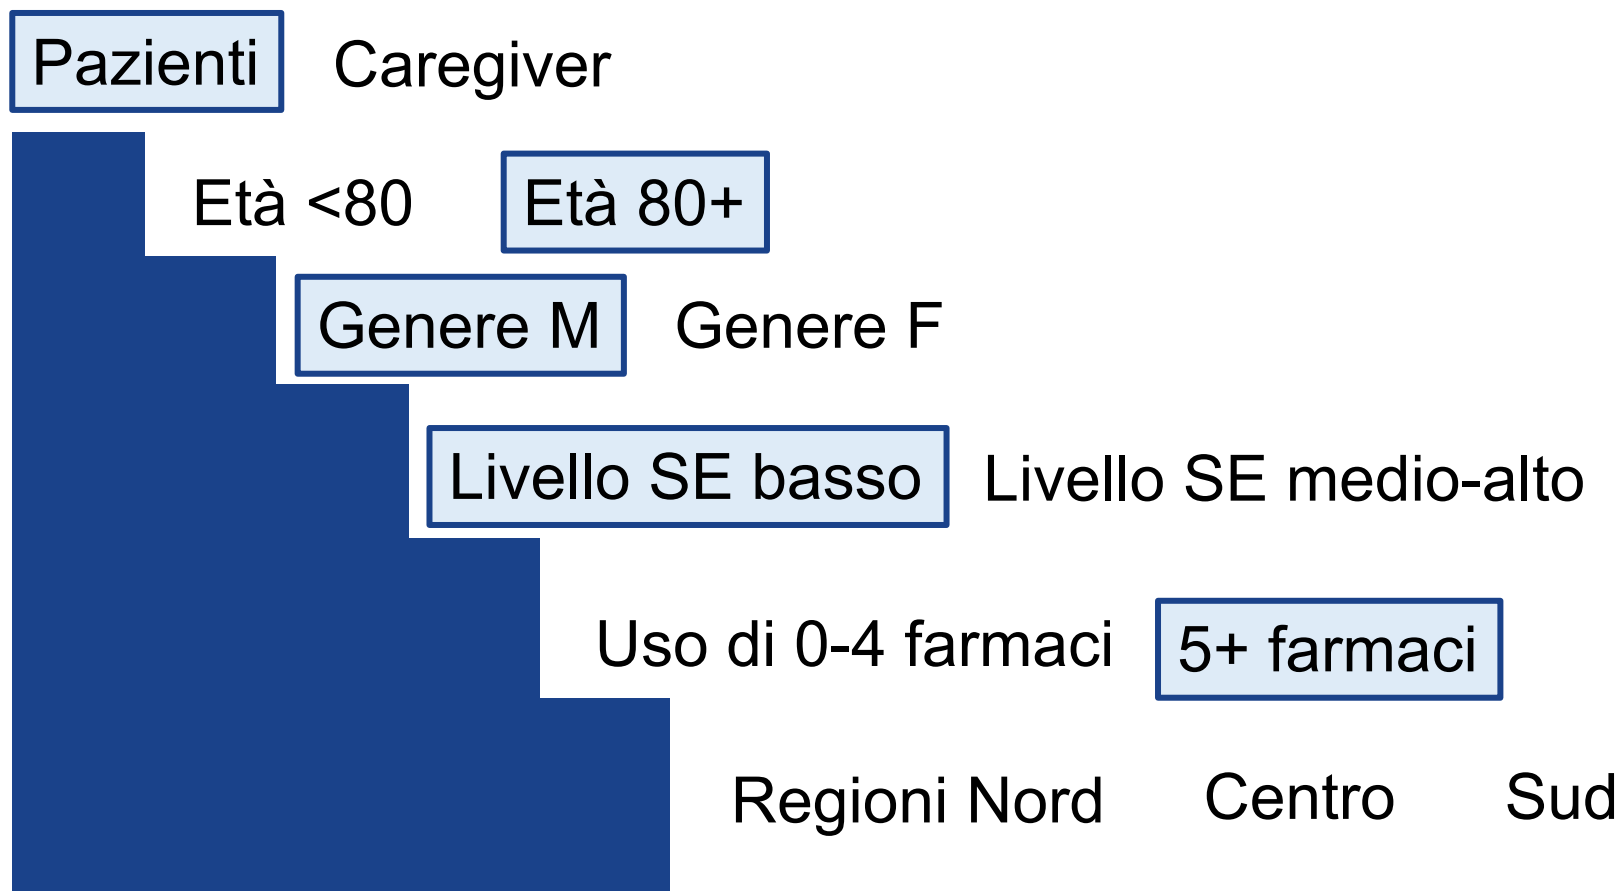 Pazienti Caregiver
Età <80 Età 80+
Genere M Genere F
Livello SE basso Livello SE medio-alto
Uso di 0-4 farmaci 5+ farmaci
Regioni Nord Centro Sud